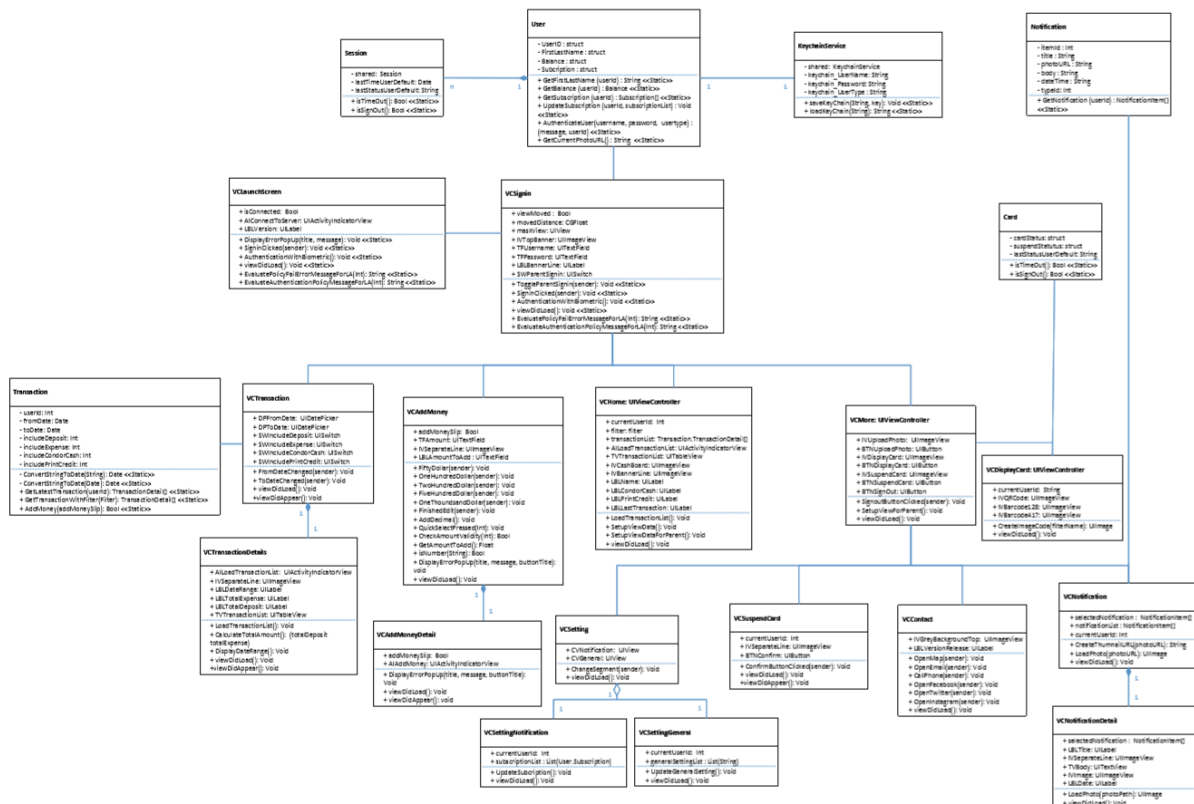 User
- UserID : struct
- FirstLastName : struct
- Balance : struct
- Subcription : struct
+ GetFirstLastName (userId) : String <<Static>>
+ GetBalance (userId) : Balance <<Static>>
+ GetSubscription (userId) : Subscription[] <<Static>>
+ UpdateSubscription (userId, subscriptionList) : Void
<<Static>>
+ AuthenticateUser(username, password, usertype) :
(message, userId) <<Static>>
+ GetCurrentPhotoURL() : String <<Static>>
Session
- shared: Session
- lastTimeUserDefault: Date
- lastStatusUserDefault: String
+ isTimeOut(): Bool <<Static>>
+ isSignOut(): Bool <<Static>>
n
1
1
1
KeychainService
- shared: KeychainService
- keychain_UserName: String
- keychain_Password: String
- keychain_UserType: String
+ saveKeyChain(String, key): Void <<Static>>
+ loadKeyChain(String): String <<Static>>
Notification
- itemId : Int
- title : String
- photoURL : String
- body : String
- dateTime : String
- typeId: Int
+ GetNotification (userId) : NotificationItem[]
<<Static>>
VCLaunchScreen
+ isConnected: Bool
+ AIConnectToServer: UIActivityIndicatorView
+ LBLVersion: UILabel
+ DisplayErrorPopUp(title, message): Void <<Static>>
+ SigninClicked(sender): Void <<Static>>
+ AuthenticationWithBiometric(): Void <<Static>>
+ viewDidLoad(): Void <<Static>>
+ EvaluatePolicyFailErrorMessageForLA(Int): String <<Static>>
+ EvaluateAuthenticationPolicyMessageForLA(Int): String <<Static>>
VCSignin
+ viewMoved : Bool
+ movedDistance: CGFloat
+ maskView: UIView
+ IVTopBanner: UIImageView
+ TFUsername: UITextField
+ TFPassword: UITextField
+ LBLBannerLine: UILabel
+ SWParentSignin: UISwitch
+ ToggleParentSignin(sender): Void <<Static>>
+ SigninClicked(sender): Void <<Static>>
+ AuthenticationWithBiometric(): Void <<Static>>
+ viewDidLoad(): Void <<Static>>
+ EvaluatePolicyFailErrorMessageForLA(Int): String <<Static>>
+ EvaluateAuthenticationPolicyMessageForLA(Int): String <<Static>>
Card
- cardStatus: struct
- suspendStatutus: struct
- lastStatusUserDefault: String
+ isTimeOut(): Bool <<Static>>
+ isSignOut(): Bool <<Static>>
Transaction
- userId: Int
- fromDate: Date
- toDate: Date
- includeDeposit: Int
- includeExpense: Int
- includeCondorCash: Int
- includePrintCredit: Int
- ConvertStringToDate(String): Date <<Static>>
- ConvertStringToDate(Date): Date <<Static>>
+ GetLatestTransaction(userId): TransactionDetail[] <<Static>>
+ GetTransactionWithFilter(Filter): TransactionDetail[] <<Static>>
+ AddMoney(addMoneySlip): Bool <<Static>>
VCTransaction
+ DPFromDate: UIDatePicker
+ DPToDate: UIDatePicker
+ SWIncludeDeposit: UISwitch
+ SWIncludeExpense: UISwitch
+ SWIncludeCondorCash: UISwitch
+ SWIncludePrintCredit: UISwitch
+ FromDateChanged(sender): Void
+ ToDateChanged(sender): Void
+ viewDidLoad(): Void
+ viewDidAppear(): Void
1
1
VCTransactionDetails
+ AILoadTransactionList: UIActivityIndicatorView
+ IVSeparateLine: UIImageView
+ LBLDateRange: UILabel
+ LBLTotalExpense: UILabel
+ LBLTotalDeposit: UILabel
+ TVTransactionList: UITableView
+ LoadTransactionList(): Void
+ CalculateTotalAmount(): (totalDeposit
totalExpense)
+ DisplayDateRange(): Void
+ viewDidLoad(): Void
+viewDidAppear(): Void
VCAddMoney
+ addMoneySlip: Bool
+ TFAmount: UITextField
+ IVSeperateLine: UIImageView
+ LBLAmountToAdd : UITextField
+ FiftyDollar(sender): Void
+ OneHundredDollar(sender): Void
+ TwoHundredDollar(sender): Void
+ FiveHundredDollar(sender): Void
+ OneThoundsandDollar(sender): Void
+ FinishedEdit(sender): Void
+ AddDecimal(): Void
+ QuickSelectPressed(Int): Void
+ CheckAmountValidity(Int): Bool
+ GetAmountToAdd(): Float
+ isNumber(String): Bool
+ DisplayErrorPopUp(title, message, buttonTitle):
void
+ viewDidLoad(): Void
1
1
VCAddMoneyDetail
+ addMoneySlip: Bool
+ AIAddMoney: UIActivityIndicatorView
+ DisplayErrorPopUp(title, message, buttonTitle):
Void
+ viewDidLoad(): Void
+ viewDidAppear(): Void
VCHome: UIViewController
+ currentUserId: Int
+ filter: filter
+ transactionList: Transaction.TransactionDetail[]
+ AILoadTransactionList: UIActivityIndicatorView
+ TVTransactionList: UIImageView
+ IVCashBoard: UIImageView
+ IVBannerLine: UIImageView
+ LBLName: UILabel
+ LBLCondorCash: UILabel
+ LBLPrintCredit: UILabel
+ LBLLastTransaction: UILabel
+ LoadTransactionList(): Void
+ SetupViewData(): Void
+ SetupViewDataForParent(): Void
+ viewDidLoad(): Void
VCMore: UIViewController
+ IVUploadPhoto: UIImageView
+ BTNUploadPhoto: UIButton
+ IVDisplayCard: UIImageView
+ BTNDisplayCard: UIButton
+ IVSuspendCard: UIImageView
+ BTNSuspendCard: UIButton
+ BTNSignOut: UIButton
+ SignoutButtonClicked(sender): Void
+ SetupViewForParent(): Void
+ viewDidLoad(): Void
VCDisplayCard: UIViewController
+ currentUserId: String
+ IVQRCode: UIImageView
+ IVBarcode128: UIImageView
+ IVBarcode417: UIImageView
+ CreateImageCode(filterName): UIImage
+ viewDidLoad(): Void
VCSetting
+ CVNotification: UIView
+ CVGeneral: UIView
+ ChangeSegment(sender): Void
+ viewDidLoad(): Void
1
1
1
VCSettingNotification
+ currentUserId: Int
+ subscriptionList : List(User.Subscription)
+ UpdateSubcription(): Void
+ viewDidLoad(): Void
VCSettingGeneral
+ currentUserId: Int
+ generalSettingList : List(String)
+ UpdateGeneralSetting(): Void
+ viewDidLoad(): Void
VCSuspendCard
+ currentUserId: Int
+ IVSeparateLine: UIImageView
+ BTNConfirm: UIButton
+ ConfirmButtonClicked(sender): Void
+ viewDidLoad(): Void
+viewDidAppear(): Void
VCContact
+ IVGreyBackgroundTop: UIImageView
+ LBLVersionRelease: UILabel
+ OpenMap(sender): Void
+ OpenEmail(sender): Void
+ CallPhone(sender): Void
+ OpenFacebook(sender): Void
+ OpenTwitter(sender): Void
+ OpenInstagram(sender): Void
+ viewDidLoad(): Void
VCNotification
+ selectedNotification : NotificationItem[]
+ notificationList : NotificationItem[]
+ currentUserId: Int
+ CreateThumnailURL(photoURL): String
+ LoadPhoto(photoURL): UIImage
+ viewDidLoad(): Void
1
1
VCNotificationDetail
+ selectedNotification : NotificationItem[]
+ LBLTitle: UILabel
+ IVSeperateLine: UIImageView
+ TVBody: UITextView
+ IVImage: UIImageView
+ LBLDate: UILabel
+ LoadPhoto(photoPath): UIImage
+ viewDidLoad(): Void